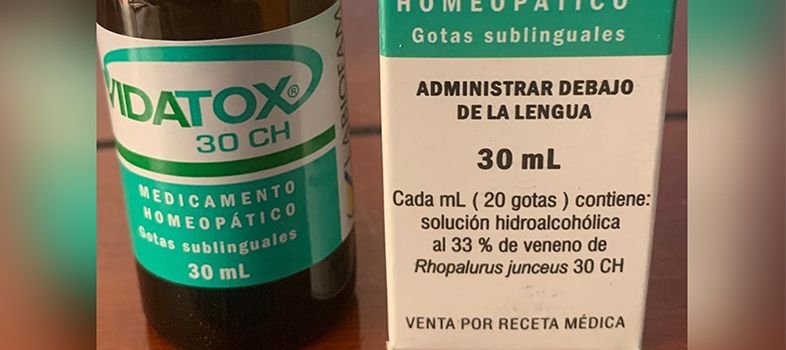 VIDATOX®
30 CH
LABIOFAM
MEDICAMENTO
HOMEOPÁTICO
Gotas sublinguales
30 mL
HOMEOPÁTICO
Gotas sublinguales
ADMINISTRAR DEBAJO
DE LA LENGUA
30 mL
Cada mL ( 20 gotas ) contiene:
solución hidroalcohólica
al 33 % de veneno de
Rhopalurus junceus 30 CH
VENTA POR RECETA MÉDICA